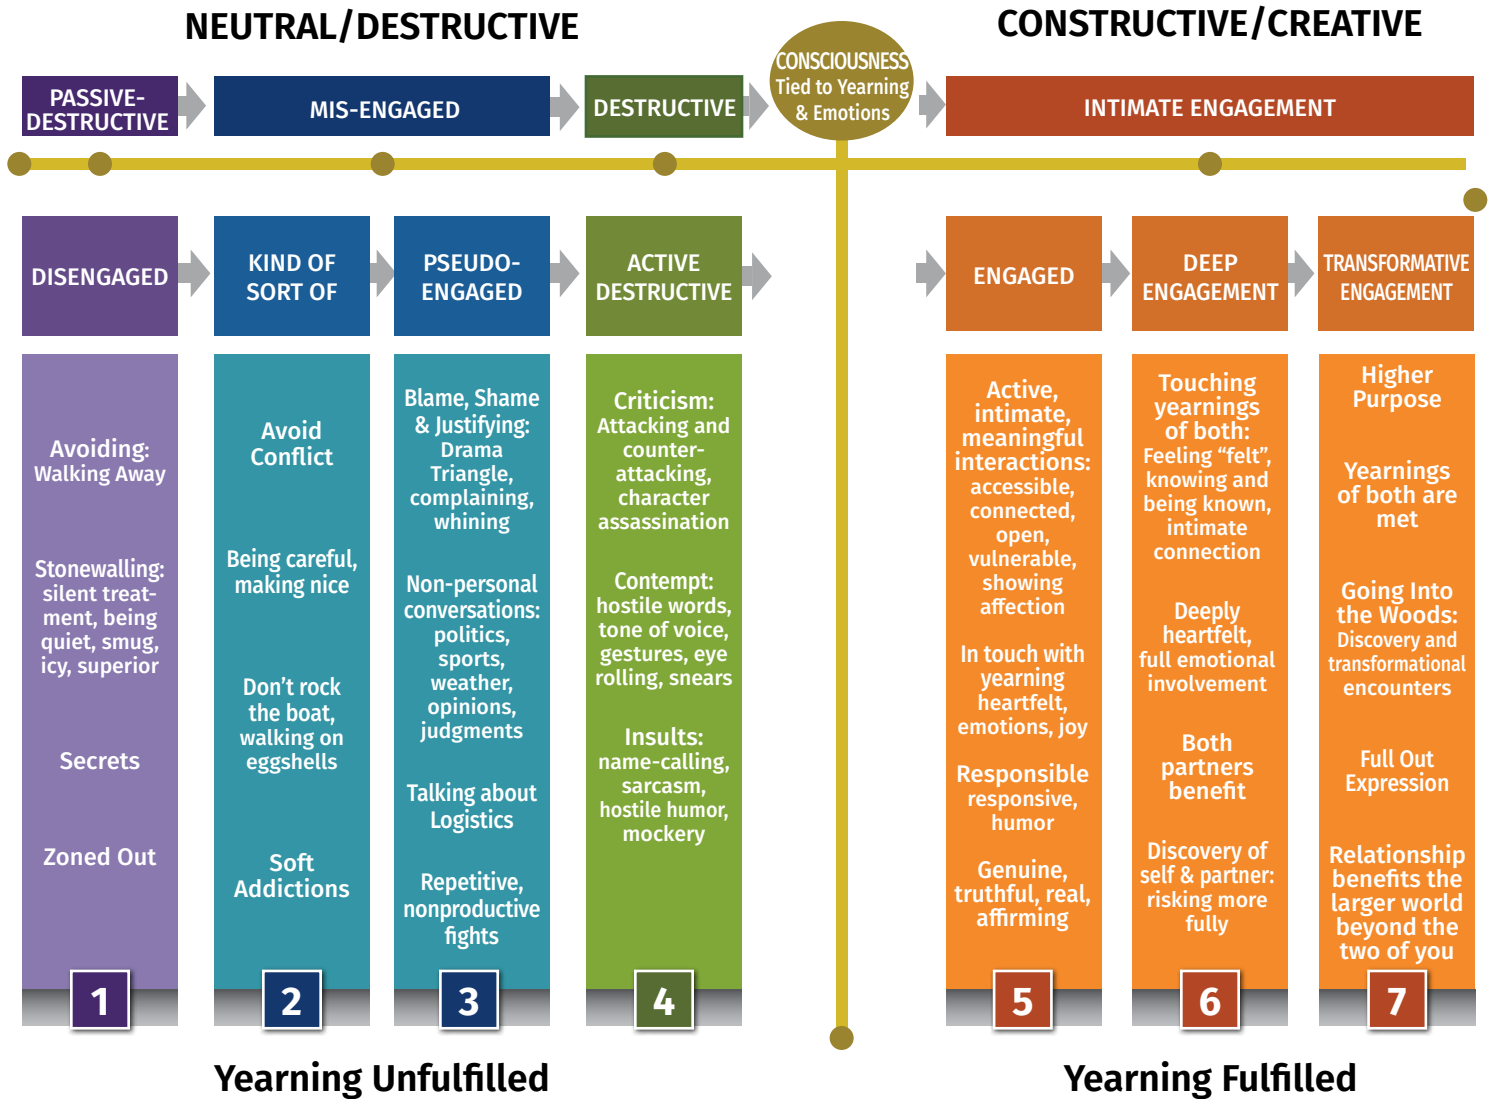 NEUTRAL/DESTRUCTIVE
CONSTRUCTIVE/CREATIVE
PASSIVE-
DESTRUCTIVE
MIS-ENGAGED
DESTRUCTIVE
CONSCIOUSNESS
Tied to Yearning
& Emotions
INTIMATE ENGAGEMENT
DISENGAGED
KIND OF
SORT OF
PSEUDO-
ENGAGED
ACTIVE
DESTRUCTIVE
ENGAGED
DEEP
ENGAGEMENT
TRANSFORMATIVE
ENGAGEMENT
Avoiding:
Walking Away
Stonewalling:
silent treat-
ment, being
quiet, smug,
icy, superior
Secrets
Zoned Out
1
Avoid
Conflict
Being careful,
making nice
Don't rock
the boat,
walking on
eggshells
Soft
Addictions
2
Blame, Shame
& Justifying:
Drama
Triangle,
complaining,
whining
Non-personal
conversations:
politics,
sports,
weather,
opinions,
judgments
Talking about
Logistics
Repetitive,
nonproductive
fights
3
Criticism:
Attacking and
counter-
attacking,
character
assassination
Contempt:
hostile words,
tone of voice,
gestures, eye
rolling, snears
Insults:
name-calling,
sarcasm,
hostile humor,
mockery
4
Active,
intimate,
meaningful
interactions:
accessible,
connected,
open,
vulnerable,
showing
affection
In touch with
yearning
heartfelt,
emotions, joy
Responsible
responsive,
humor
Genuine,
truthful, real,
affirming
5
Touching
yearnings
of both:
Feeling “felt”,
knowing and
being known,
intimate
connection
Deeply
heartfelt,
full emotional
involvement
Both
partners
benefit
Discovery of
self & partner:
risking more
fully
6
Higher
Purpose
Yearnings
of both are
met
Going Into
the Woods:
Discovery and
transformational
encounters
Full Out
Expression
Relationship
benefits the
larger world
beyond the
two of you
7
Yearning Unfulfilled
Yearning Fulfilled